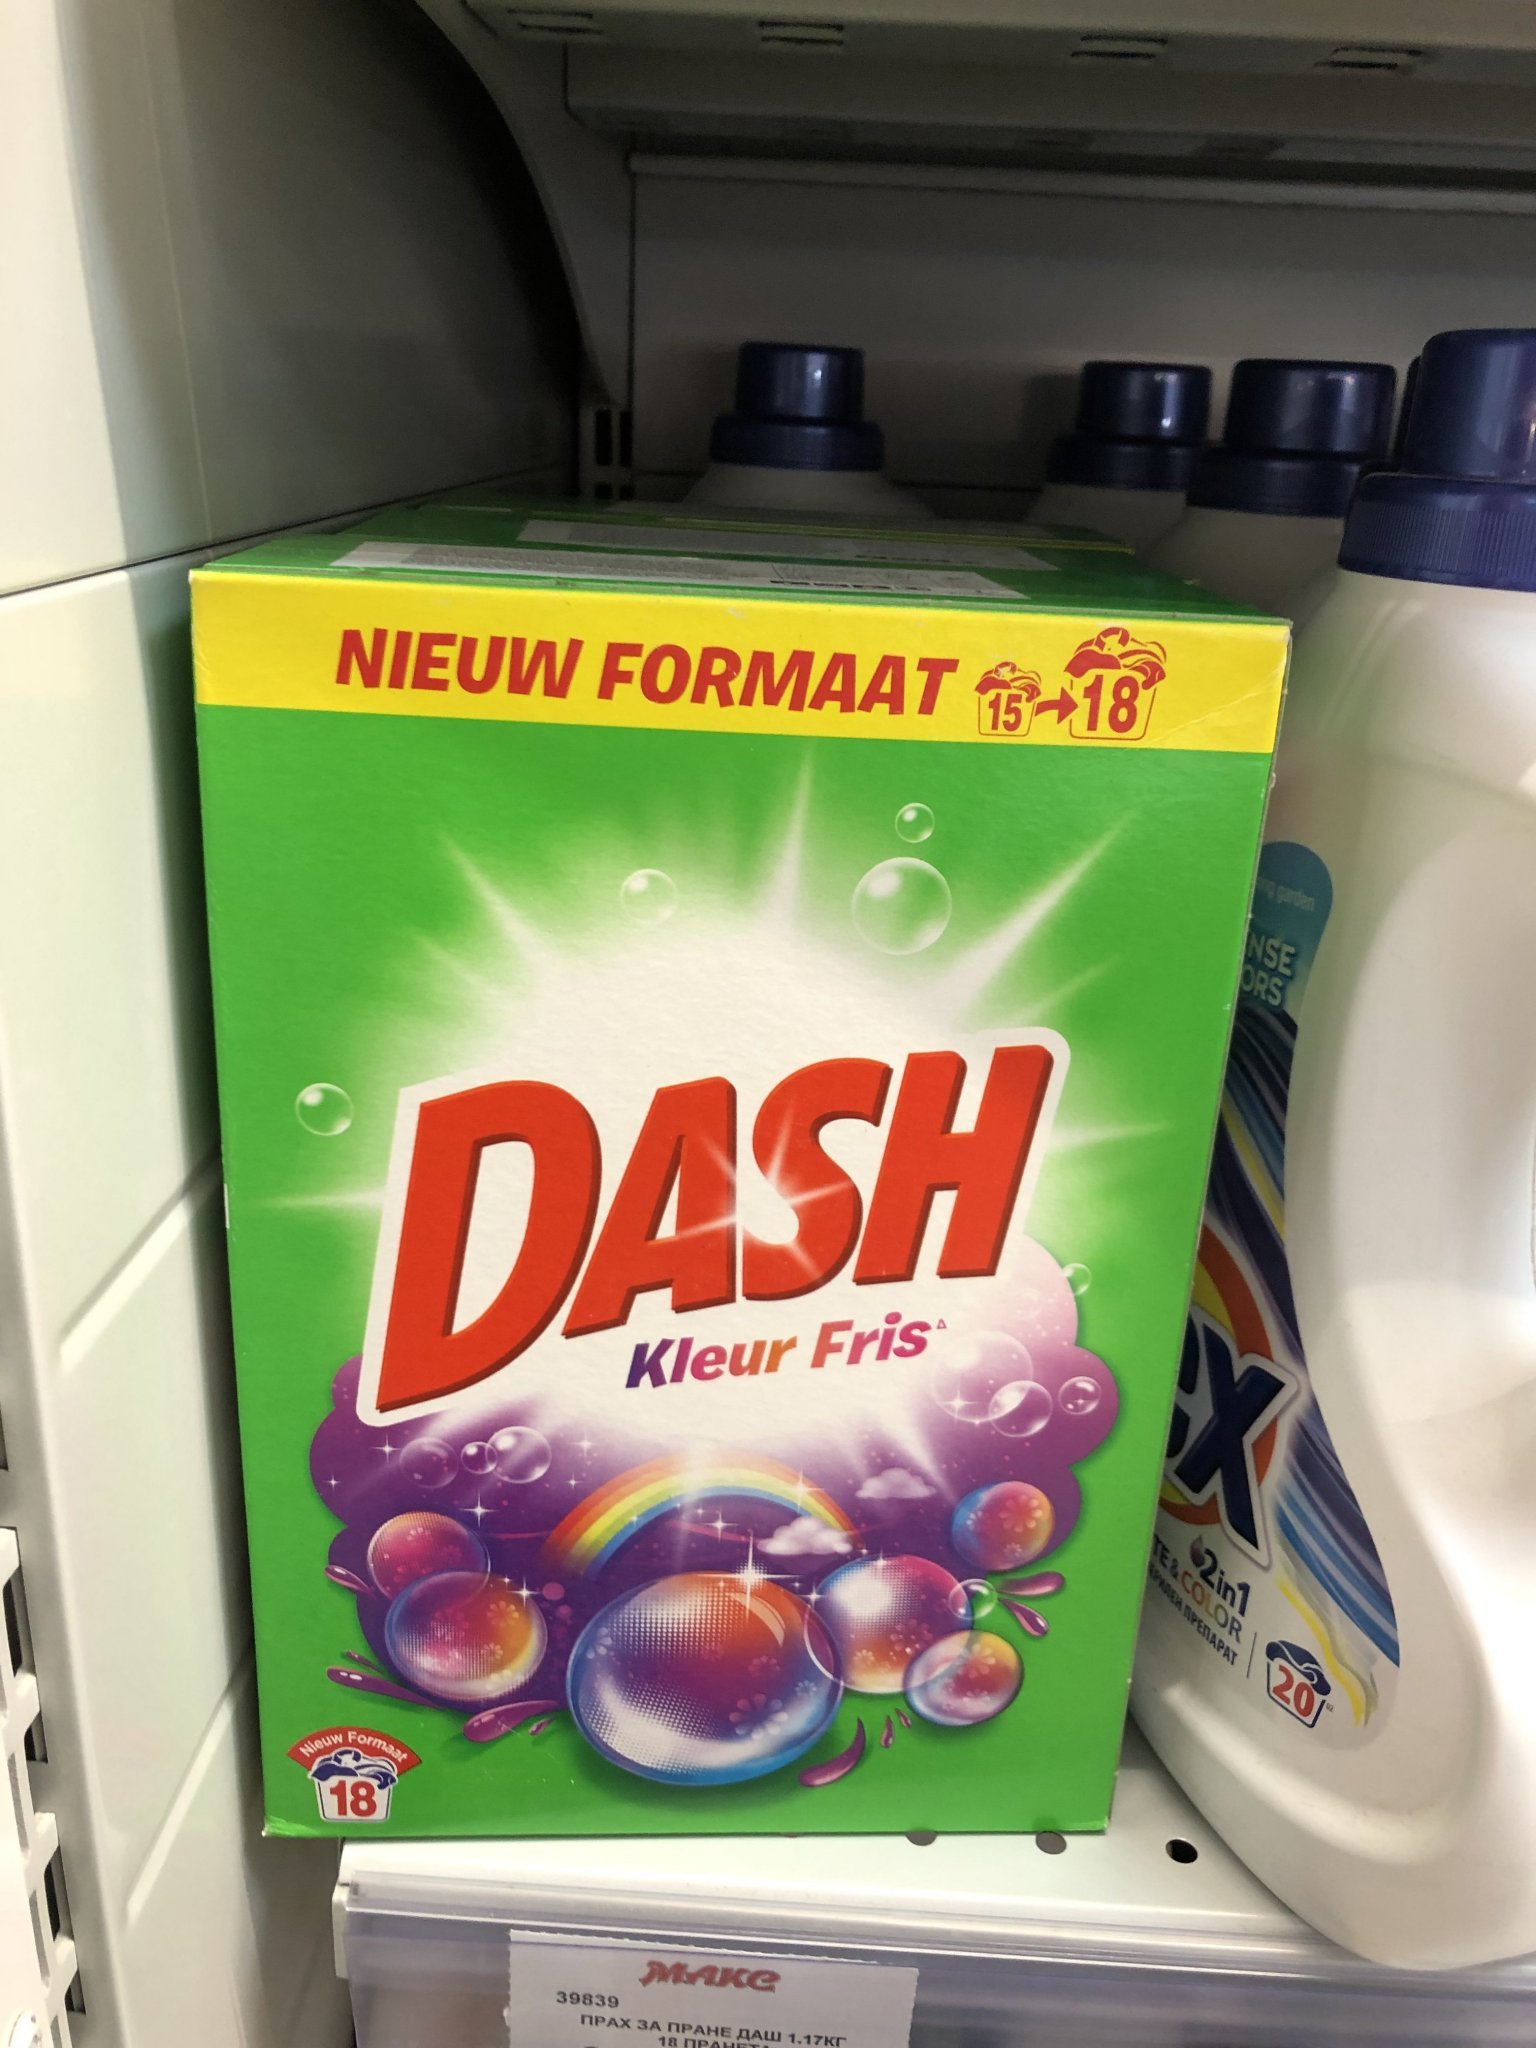 NIEUW FORMAAT 15 18
DASH
Kleur Fris
Nieuw Formaat
18
garden
2in1
& COLOR
ПРЕПАРАТ
20
МАКС
39839
ПРАХ ЗА ПРАНЕ ДАШ 1.17КГ
18 ПРАНЕТА